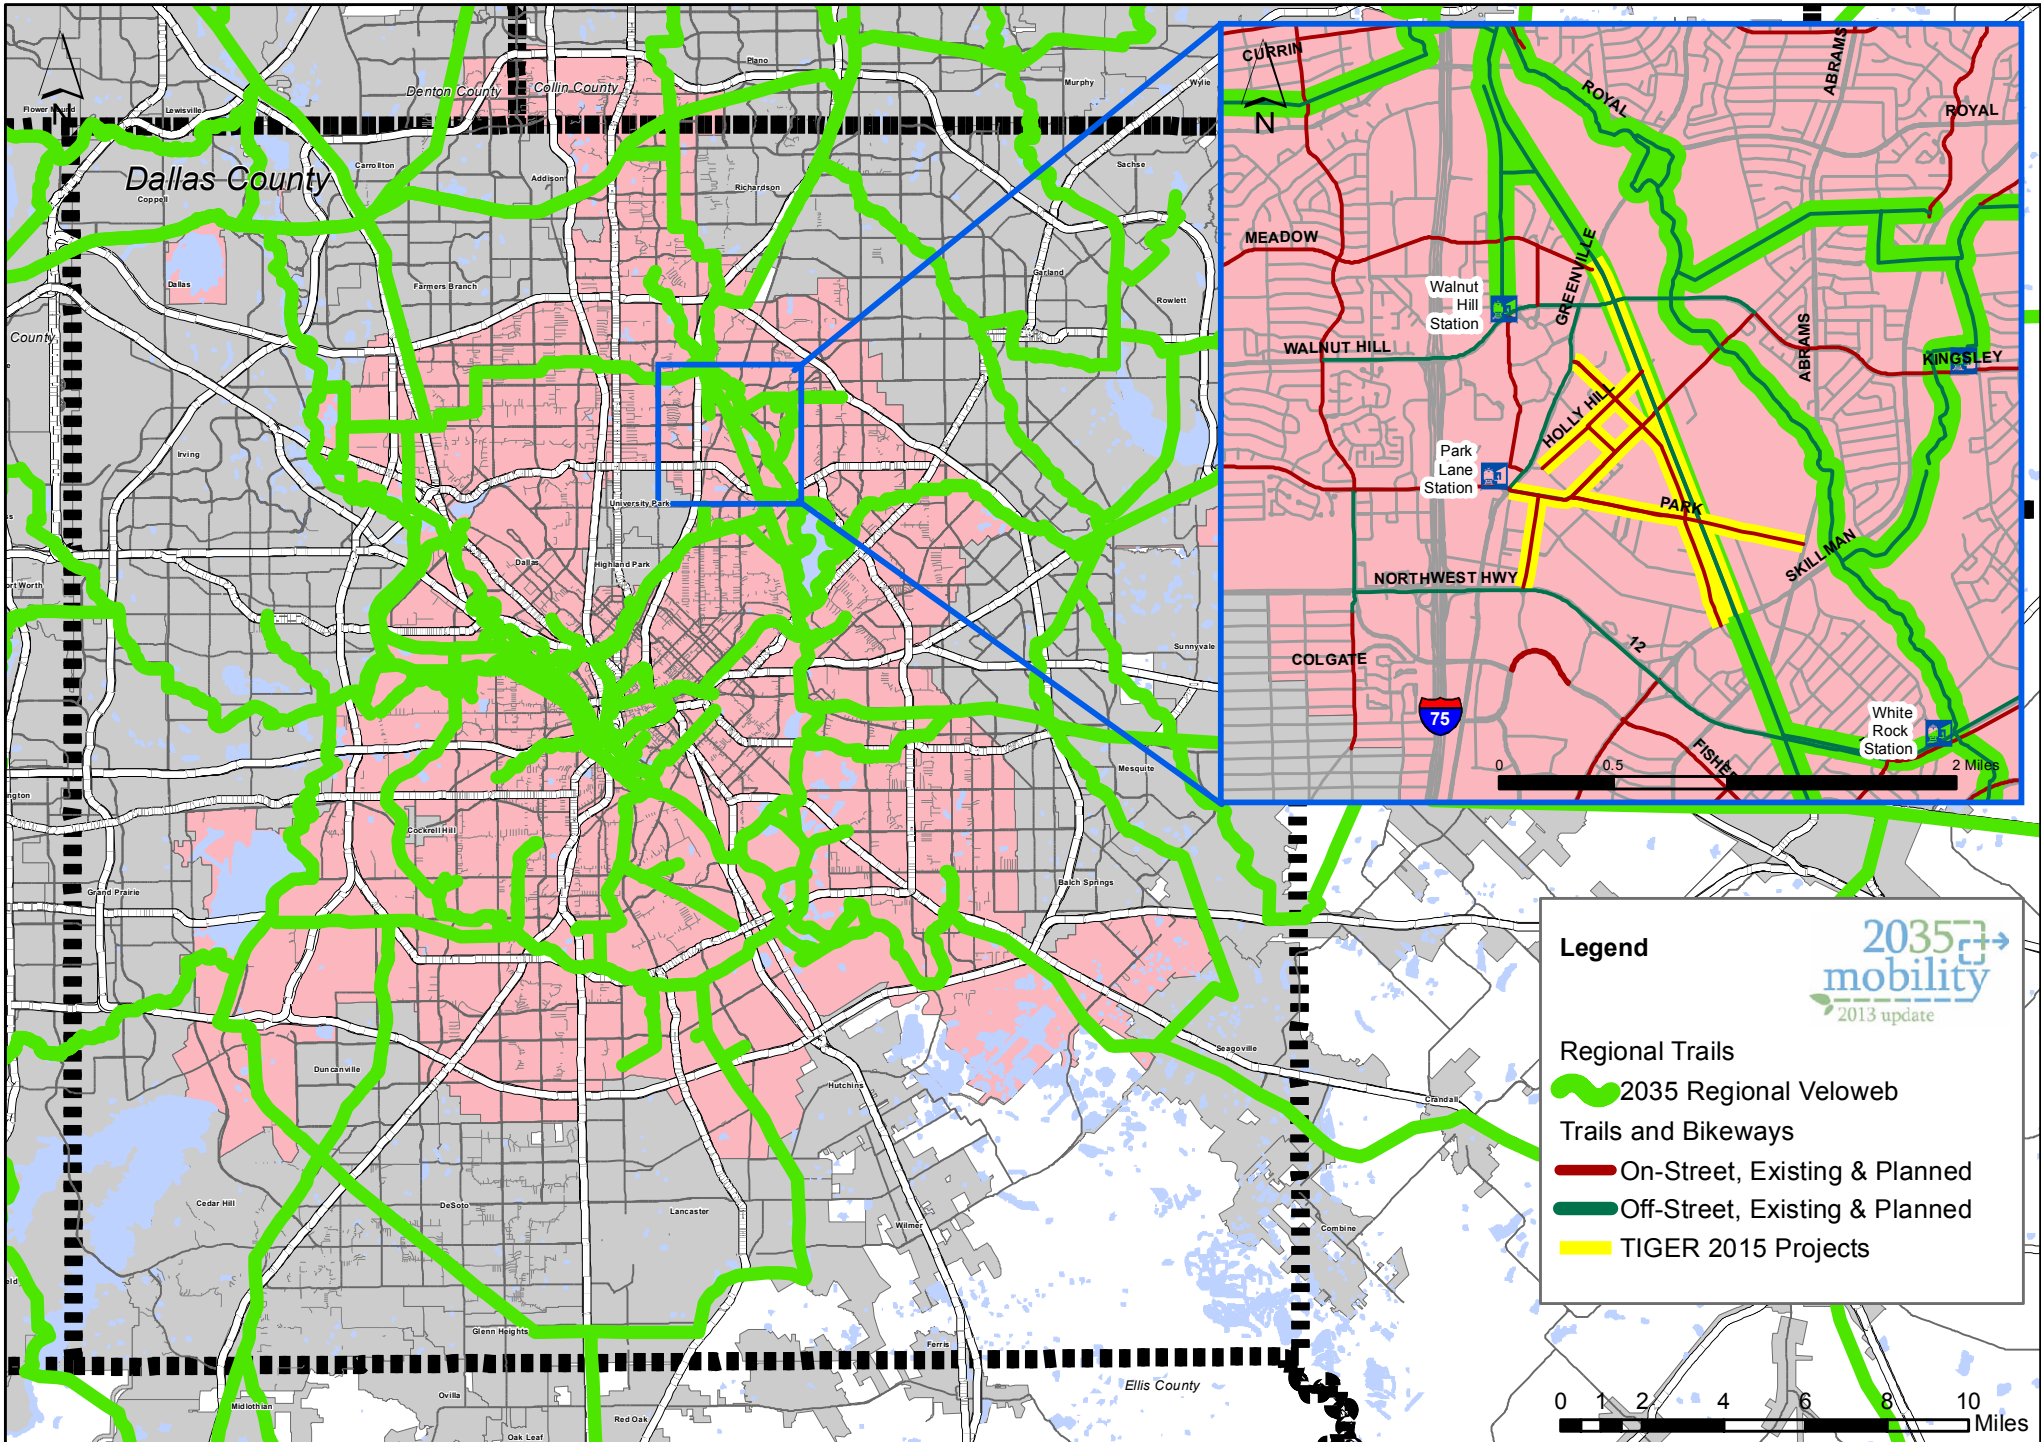 Flower Mound
Lewisville
Denton County
Collin County
Plano
Murphy
Wylie
Dallas County
Coppell
Carrollton
Addison
Richardson
Sachse
Dallas
Farmers Branch
Garland
Rowlett
County
Irving
University Park
Dallas
Highland Park
ort Worth
Sunnyvale
Mesquite
ngton
Cockrell Hill
Grand Prairie
Balch Springs
Duncanville
Hutchins
Seagoville
Crandall
Cedar Hill
DeSoto
Lancaster
Wilmer
Combine
eld
Glenn Heights
Ferris
Ovilla
Ellis County
Midlothian
Red Oak
Oak Leaf
CURRIN
N
ROYAL
ABRAMS
ROYAL
MEADOW
GREENVILLE
Walnut
Hill
Station
WALNUT HILL
ABRAMS
KINGSLEY
HOLLY HILL
Park
Lane
Station
PARK
SKILLMAN
NORTHWEST HWY
12
COLGATE
75
FISHER
White
Rock
Station
0 0.5 2 Miles
Legend
2035
mobility
2013 update
Regional Trails
2035 Regional Veloweb
Trails and Bikeways
On-Street, Existing & Planned
Off-Street, Existing & Planned
TIGER 2015 Projects
0 1 2 4 6 8 10
Miles